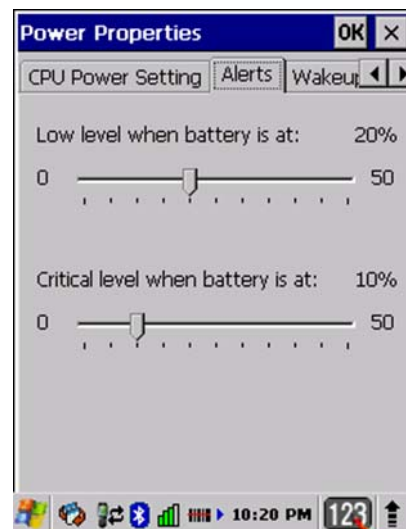 Power Properties OK ×
CPU Power Setting Alerts Wakeup
Low level when battery is at: 20%
0 50
Critical level when battery is at: 10%
0 50
10:20 PM 123